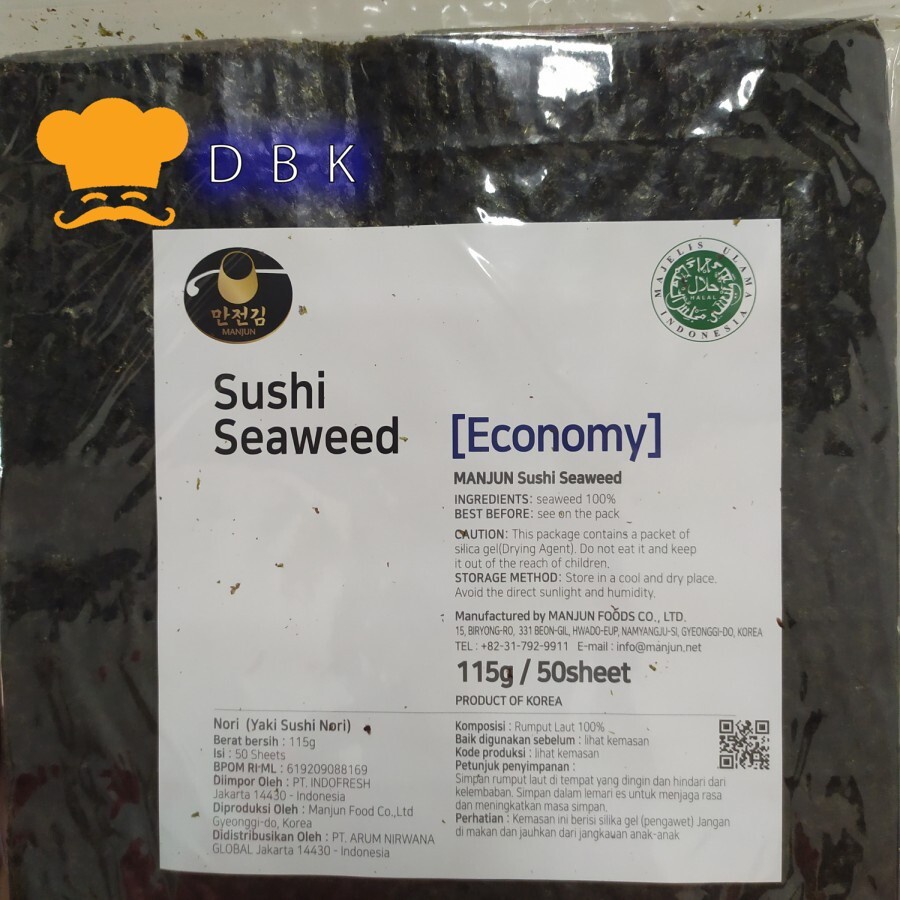 D B K
만전김
MANJUN
MAJELIS ULAMA INDONESIA
حلال
HALAL
Sushi
Seaweed
[Economy]
MANJUN Sushi Seaweed
INGREDIENTS: seaweed 100%
BEST BEFORE: see on the pack
CAUTION: This package contains a packet of
silica gel(Drying Agent). Do not eat it and keep
it out of the reach of children.
STORAGE METHOD: Store in a cool and dry place.
Avoid the direct sunlight and humidity.
Manufactured by MANJUN FOODS CO., LTD.
15, BIRYONG-RO, 331 BEON-GIL, HWADO-EUP, NAMYANGJU-SI, GYEONGGI-DO, KOREA
TEL : +82-31-792-9911 E-mail : info@manjun.net
115g / 50sheet
PRODUCT OF KOREA
Nori (Yaki Sushi Nori)
Berat bersih : 115g
Isi : 50 Sheets
BPOM RI ML : 619209088169
Diimpor Oleh : PT. INDOFRESH
Jakarta 14430 - Indonesia
Diproduksi Oleh : Manjun Food Co.,Ltd
Gyeonggi-do, Korea
Didistribusikan Oleh : PT. ARUM NIRWANA
GLOBAL Jakarta 14430 - Indonesia
Komposisi : Rumput Laut 100%
Baik digunakan sebelum : lihat kemasan
Kode produksi : lihat kemasan
Petunjuk penyimpanan :
Simpan rumput laut di tempat yang dingin dan hindari dari
kelembaban. Simpan dalam lemari es untuk menjaga rasa
dan meningkatkan masa simpan.
Perhatian : Kemasan ini berisi silika gel (pengawet) Jangan
di makan dan jauhkan dari jangkauan anak-anak